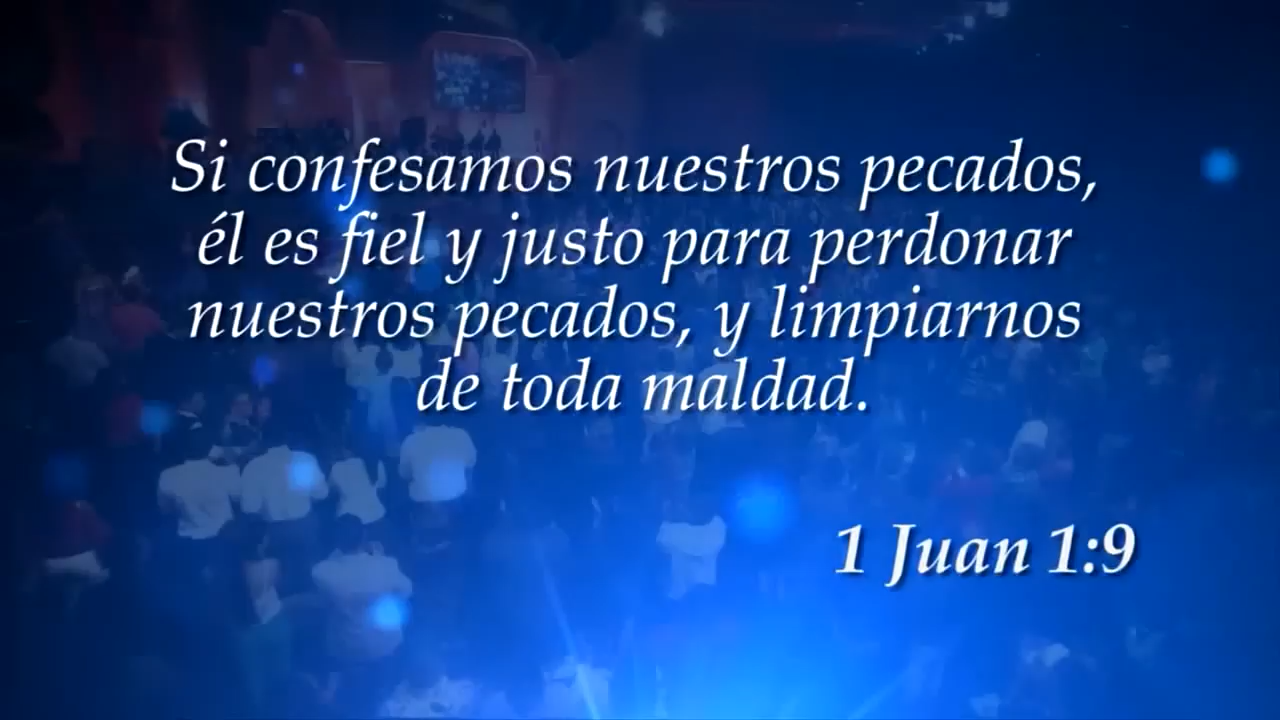 Si confesamos nuestros pecados,
él es fiel y justo para perdonar
nuestros pecados, y limpiarnos
de toda maldad.
1 Juan 1:9